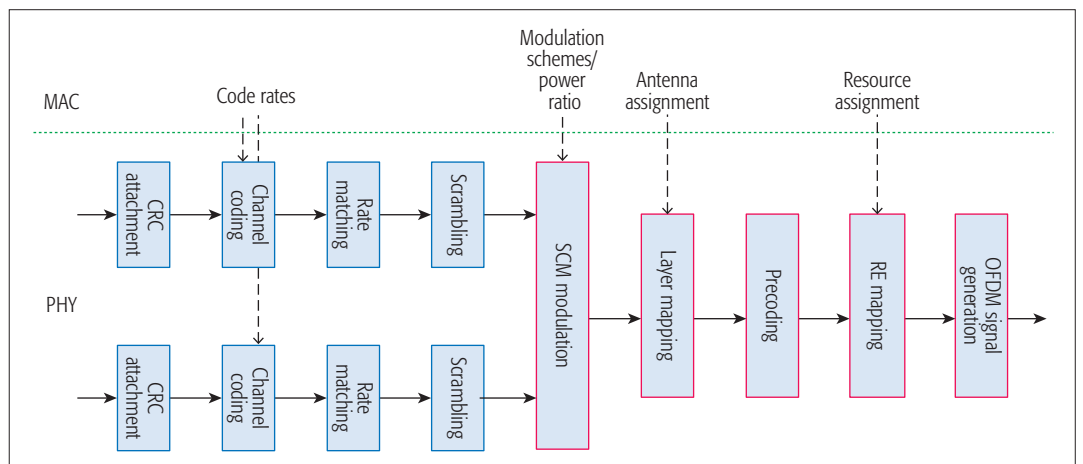 Modulation
schemes/
power
ratio
Antenna
assignment
Resource
assignment
MAC
Code rates
CRC
attachment
Channel
coding
Rate
matching
Scrambling
SCM modulation
Layer mapping
Precoding
RE mapping
OFDM signal
generation
PHY
CRC
attachment
Channel
coding
Rate
matching
Scrambling